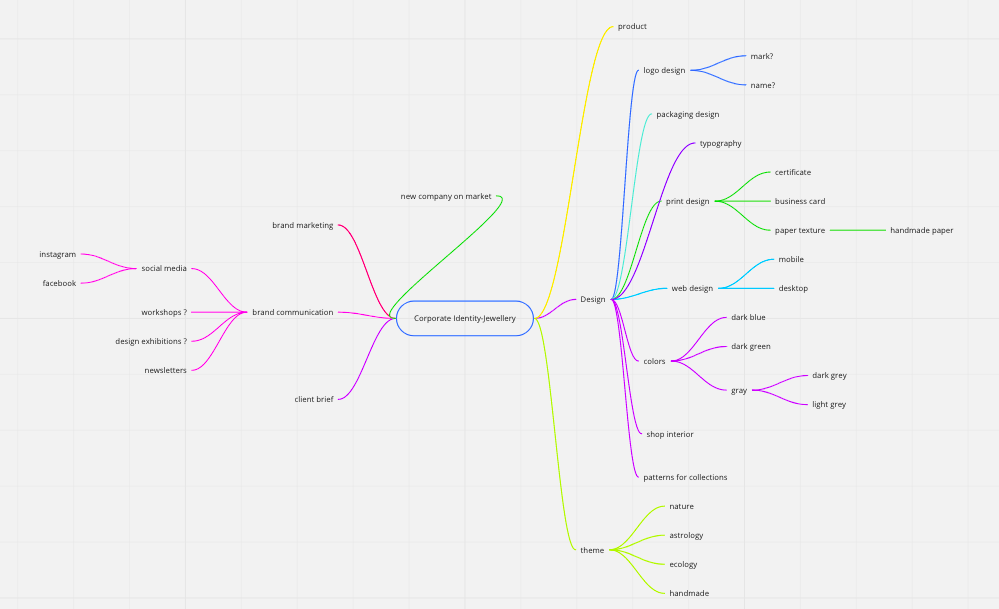 product
mark?
logo design
name?
packaging design
typography
certificate
new company on market
print design
business card
brand marketing
paper texture
handmade paper
instagram
social media
mobile
facebook
web design
desktop
Design
workshops ?
brand communication
Corporate Identity-Jewellery
dark blue
design exhibitions ?
dark green
colors
newsletters
dark grey
gray
client brief
light grey
shop interior
patterns for collections
nature
astrology
theme
ecology
handmade